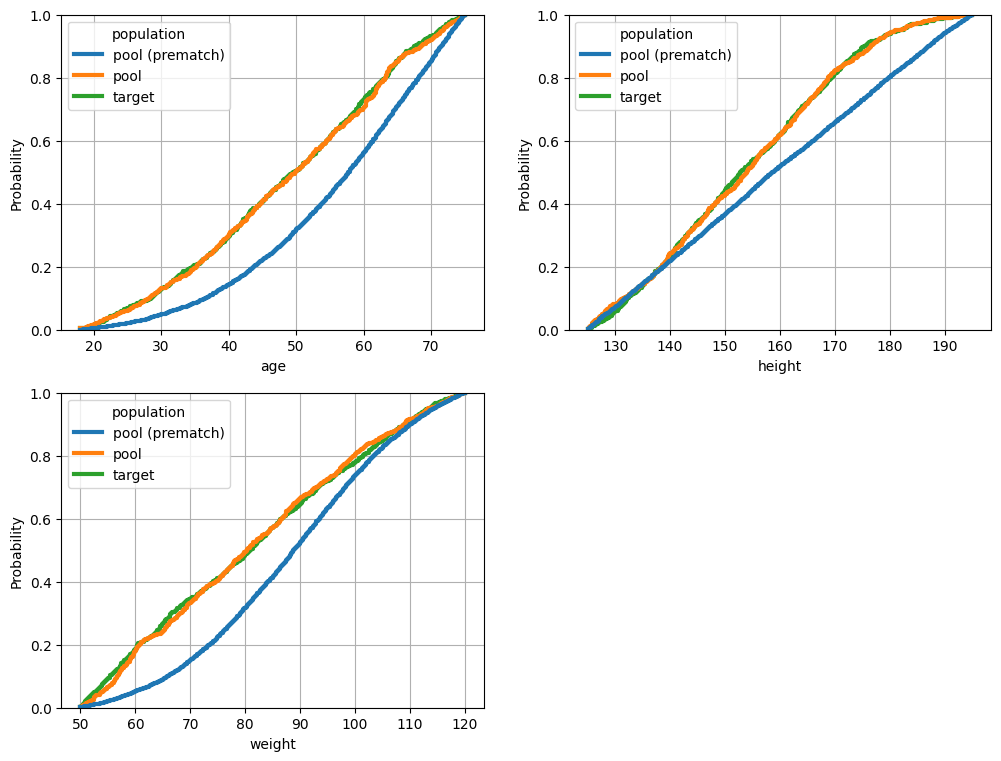 population
pool (prematch)
pool
target
Probability
1.0
0.8
0.6
0.4
0.2
0.0
20 30 40 50 60 70
age
population
pool (prematch)
pool
target
Probability
1.0
0.8
0.6
0.4
0.2
0.0
130 140 150 160 170 180 190
height
population
pool (prematch)
pool
target
Probability
1.0
0.8
0.6
0.4
0.2
0.0
50 60 70 80 90 100 110 120
weight